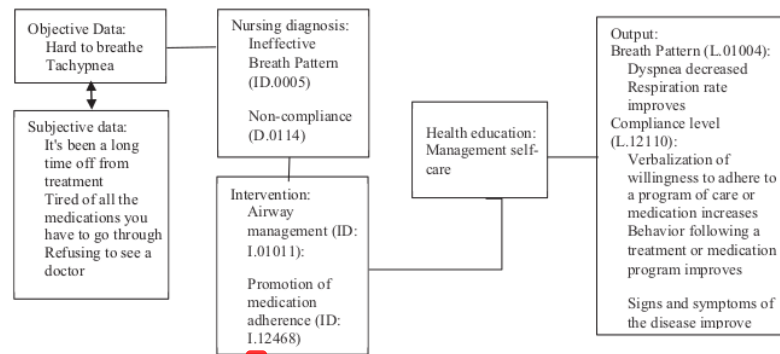 Objective Data:
Hard to breathe
Tachypnea
Subjective data:
It's been a long
time off from
treatment
Tired of all the
medications you
have to go through
Refusing to see a
doctor
Nursing diagnosis:
Ineffective
Breath Pattern
(ID.0005)
Non-compliance
(D.0114)
Intervention:
Airway
management (ID:
I.01011):
Promotion of
medication
adherence (ID:
I.12468)
Health education:
Management self-
care
Output:
Breath Pattern (L.01004):
Dyspnea decreased
Respiration rate
improves
Compliance level
(L.12110):
Verbalization of
willingness to adhere to
a program of care or
medication increases
Behavior following a
treatment or medication
program improves
Signs and symptoms of
the disease improve